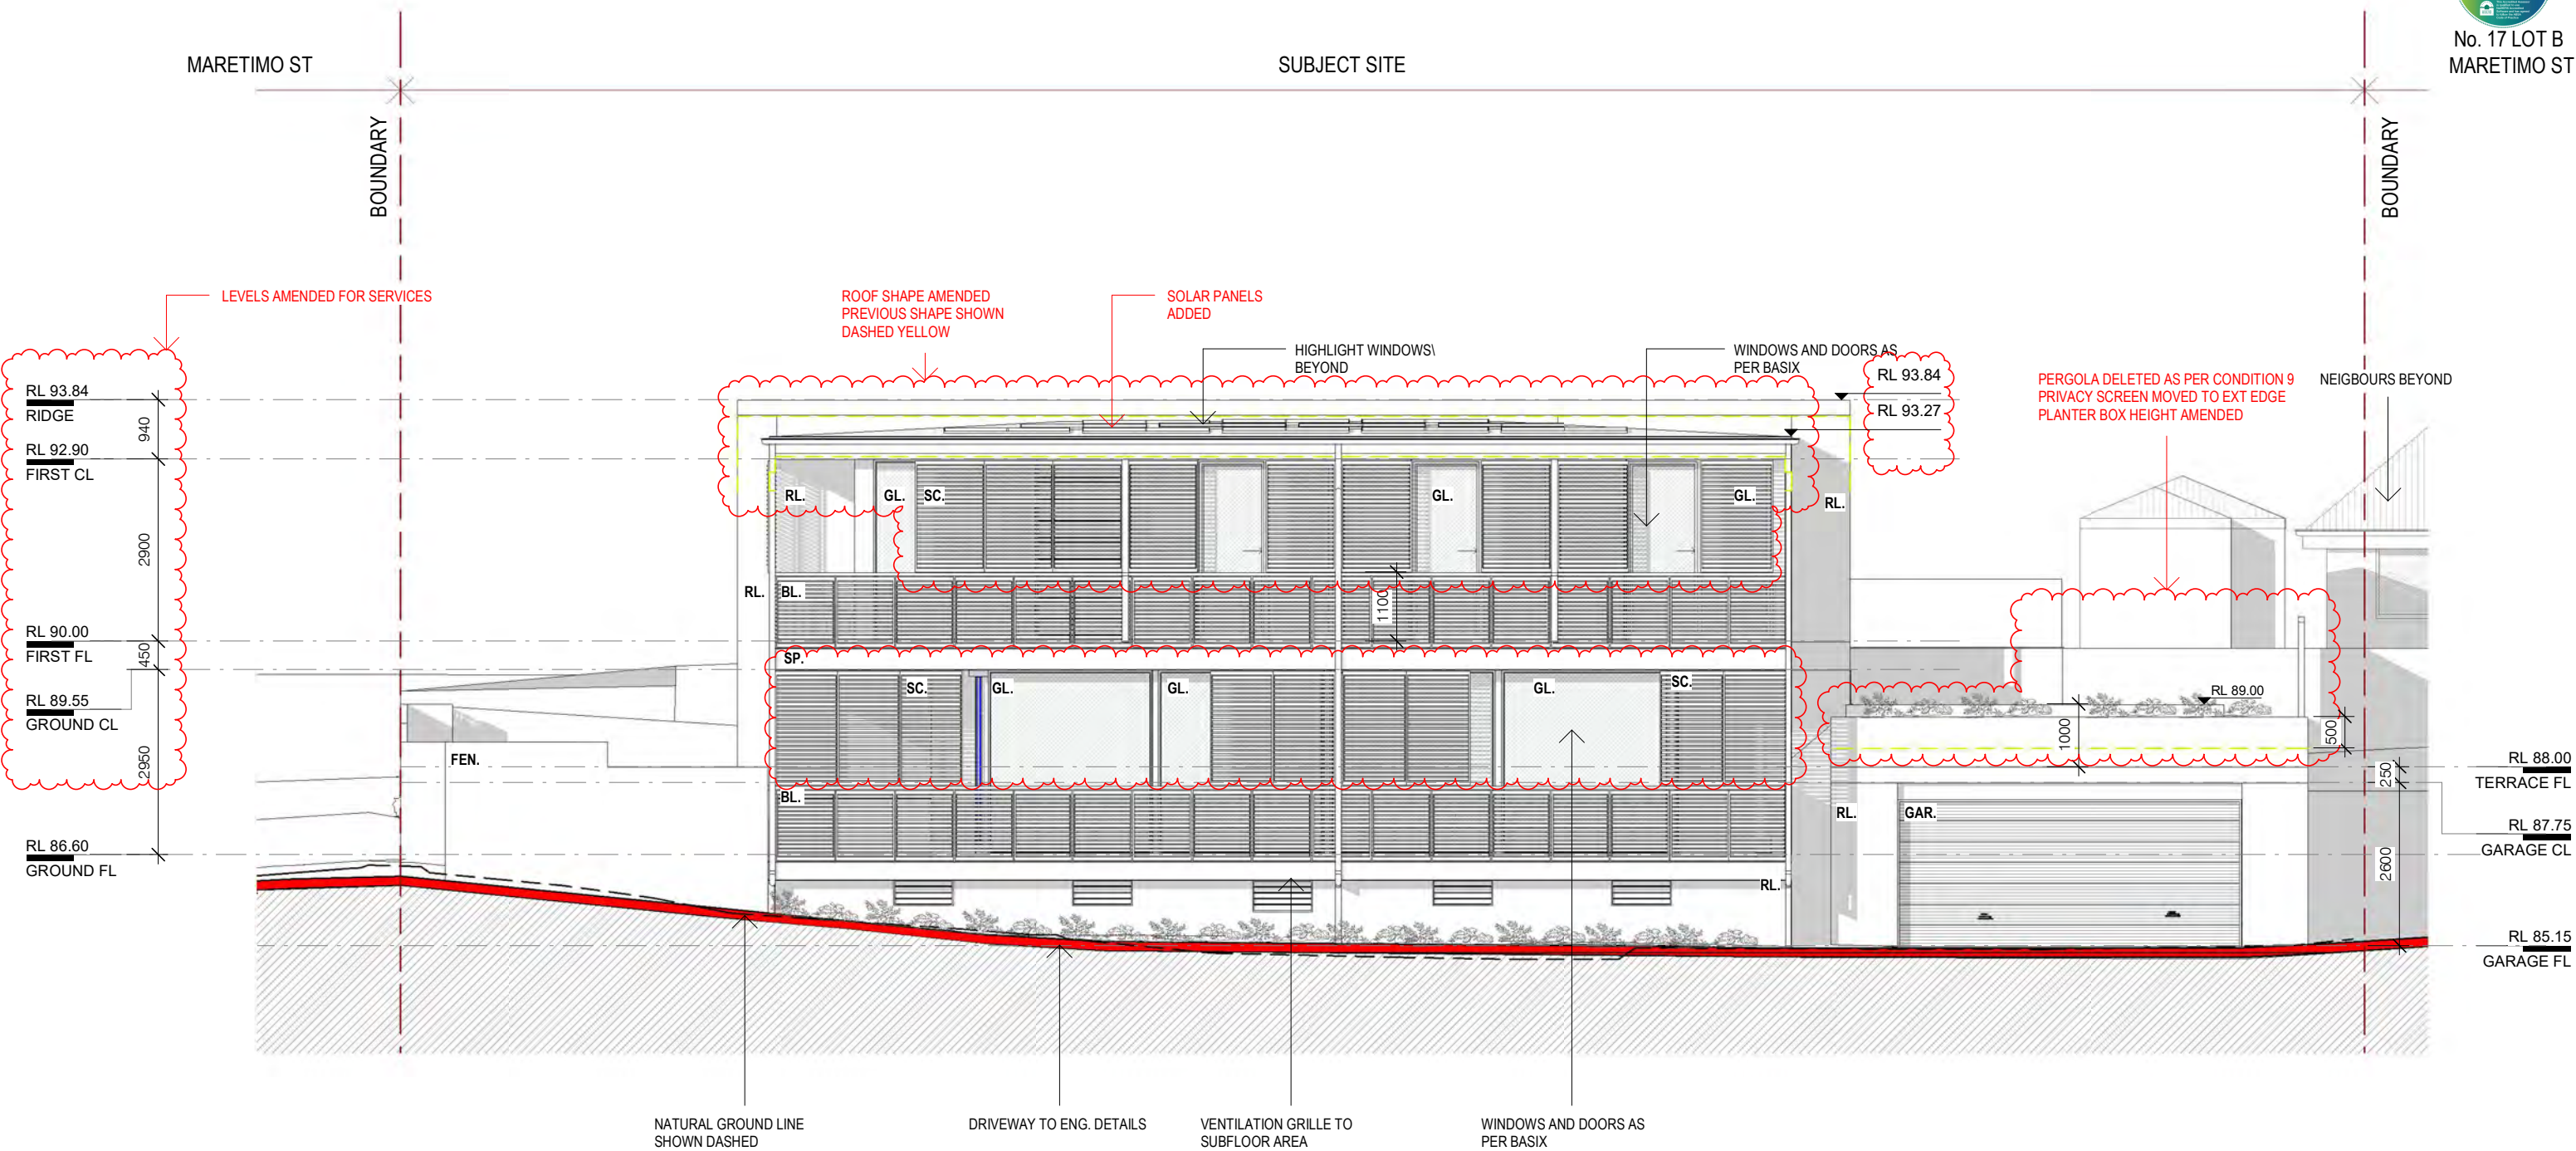 No. 17 LOT B
MARETIMO ST
MARETIMO ST
SUBJECT SITE
BOUNDARY
BOUNDARY
LEVELS AMENDED FOR SERVICES
ROOF SHAPE AMENDED
PREVIOUS SHAPE SHOWN
DASHED YELLOW
SOLAR PANELS
ADDED
HIGHLIGHT WINDOWS\
BEYOND
WINDOWS AND DOORS AS
PER BASIX
RL 93.84
RL 93.27
PERGOLA DELETED AS PER CONDITION 9
PRIVACY SCREEN MOVED TO EXT EDGE
PLANTER BOX HEIGHT AMENDED
NEIGBOURS BEYOND
RL 93.84
RIDGE
940
RL 92.90
FIRST CL
2900
RL 90.00
FIRST FL
450
RL 89.55
GROUND CL
2950
RL 86.60
GROUND FL
RL.
GL.
SC.
GL.
GL.
RL.
RL.
BL.
1100
SP.
SC.
GL.
GL.
GL.
SC.
RL 89.00
1000
500
FEN.
BL.
RL.
GAR.
RL.
RL 88.00
TERRACE FL
250
RL 87.75
GARAGE CL
2600
RL 85.15
GARAGE FL
NATURAL GROUND LINE
SHOWN DASHED
DRIVEWAY TO ENG. DETAILS
VENTILATION GRILLE TO
SUBFLOOR AREA
WINDOWS AND DOORS AS
PER BASIX